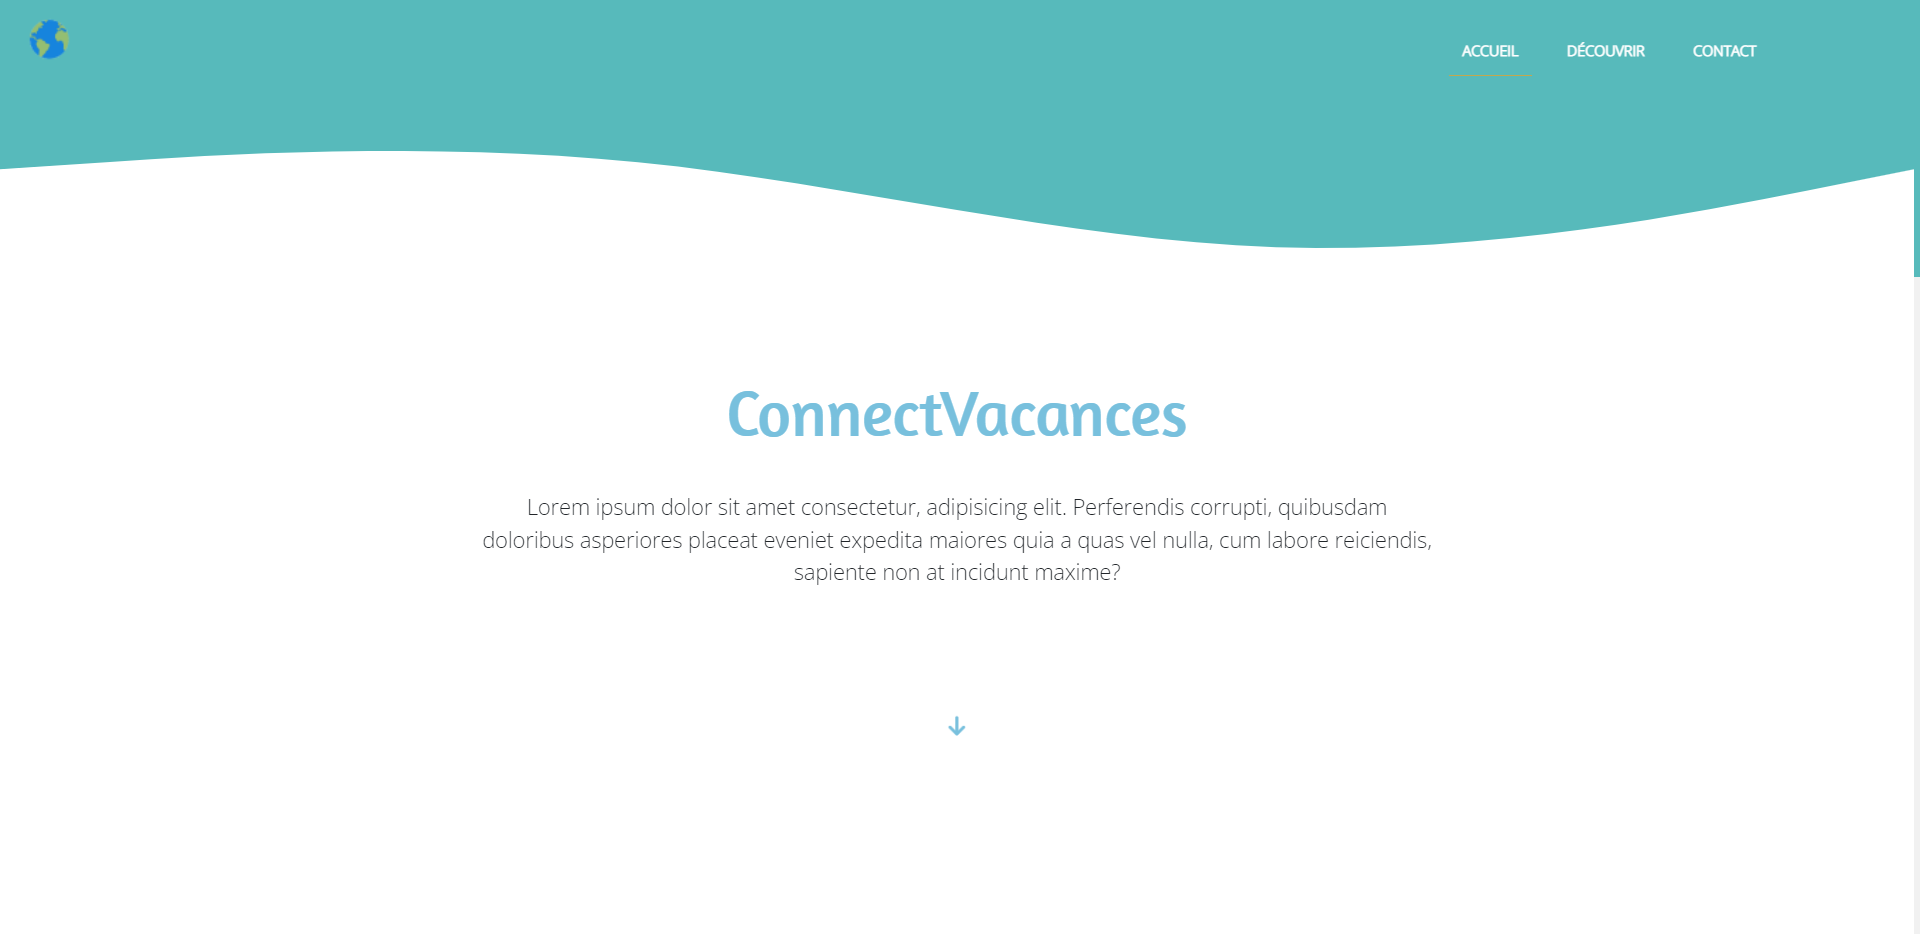 ACCUEIL DÉCOUVRIR CONTACT
ConnectVacances
Lorem ipsum dolor sit amet consectetur, adipisicing elit. Perferendis corrupti, quibusdam
doloribus asperiores placeat eveniet expedita maiores quia a quas vel nulla, cum labore reiciendis,
sapiente non at incidunt maxime?